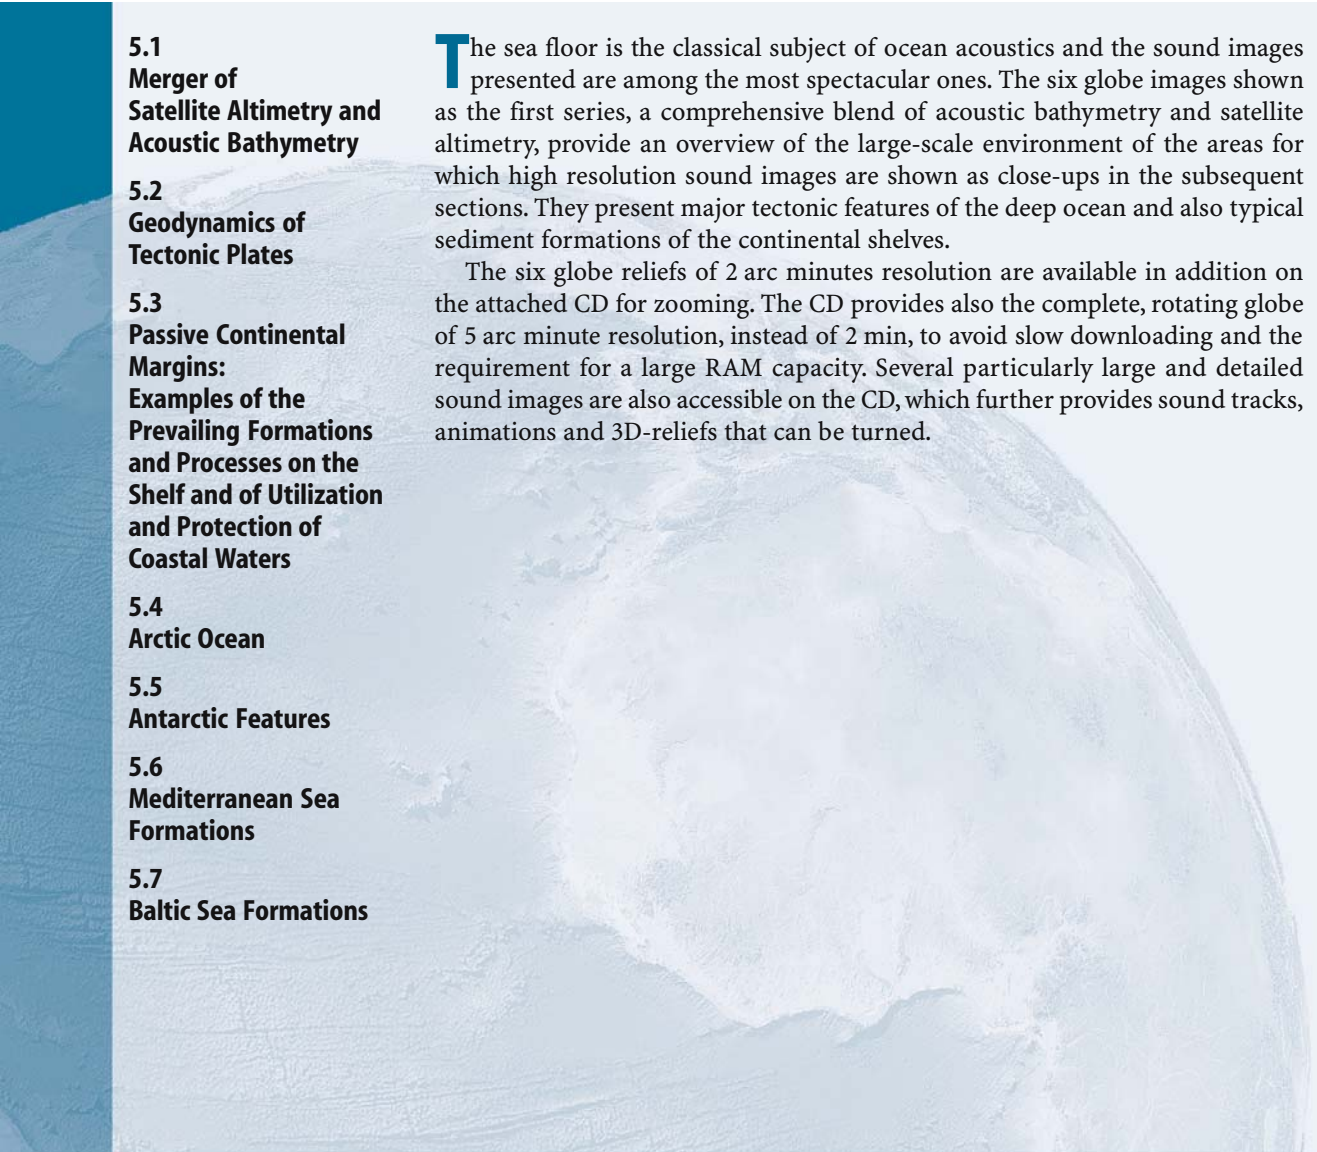 5.1
Merger of
Satellite Altimetry and
Acoustic Bathymetry
5.2
Geodynamics of
Tectonic Plates
5.3
Passive Continental
Margins:
Examples of the
Prevailing Formations
and Processes on the
Shelf and of Utilization
and Protection of
Coastal Waters
5.4
Arctic Ocean
5.5
Antarctic Features
5.6
Mediterranean Sea
Formations
5.7
Baltic Sea Formations
The sea floor is the classical subject of ocean acoustics and the sound images
presented are among the most spectacular ones. The six globe images shown
as the first series, a comprehensive blend of acoustic bathymetry and satellite
altimetry, provide an overview of the large-scale environment of the areas for
which high resolution sound images are shown as close-ups in the subsequent
sections. They present major tectonic features of the deep ocean and also typical
sediment formations of the continental shelves.
The six globe reliefs of 2 arc minutes resolution are available in addition on
the attached CD for zooming. The CD provides also the complete, rotating globe
of 5 arc minute resolution, instead of 2 min, to avoid slow downloading and the
requirement for a large RAM capacity. Several particularly large and detailed
sound images are also accessible on the CD, which further provides sound tracks,
animations and 3D-reliefs that can be turned.